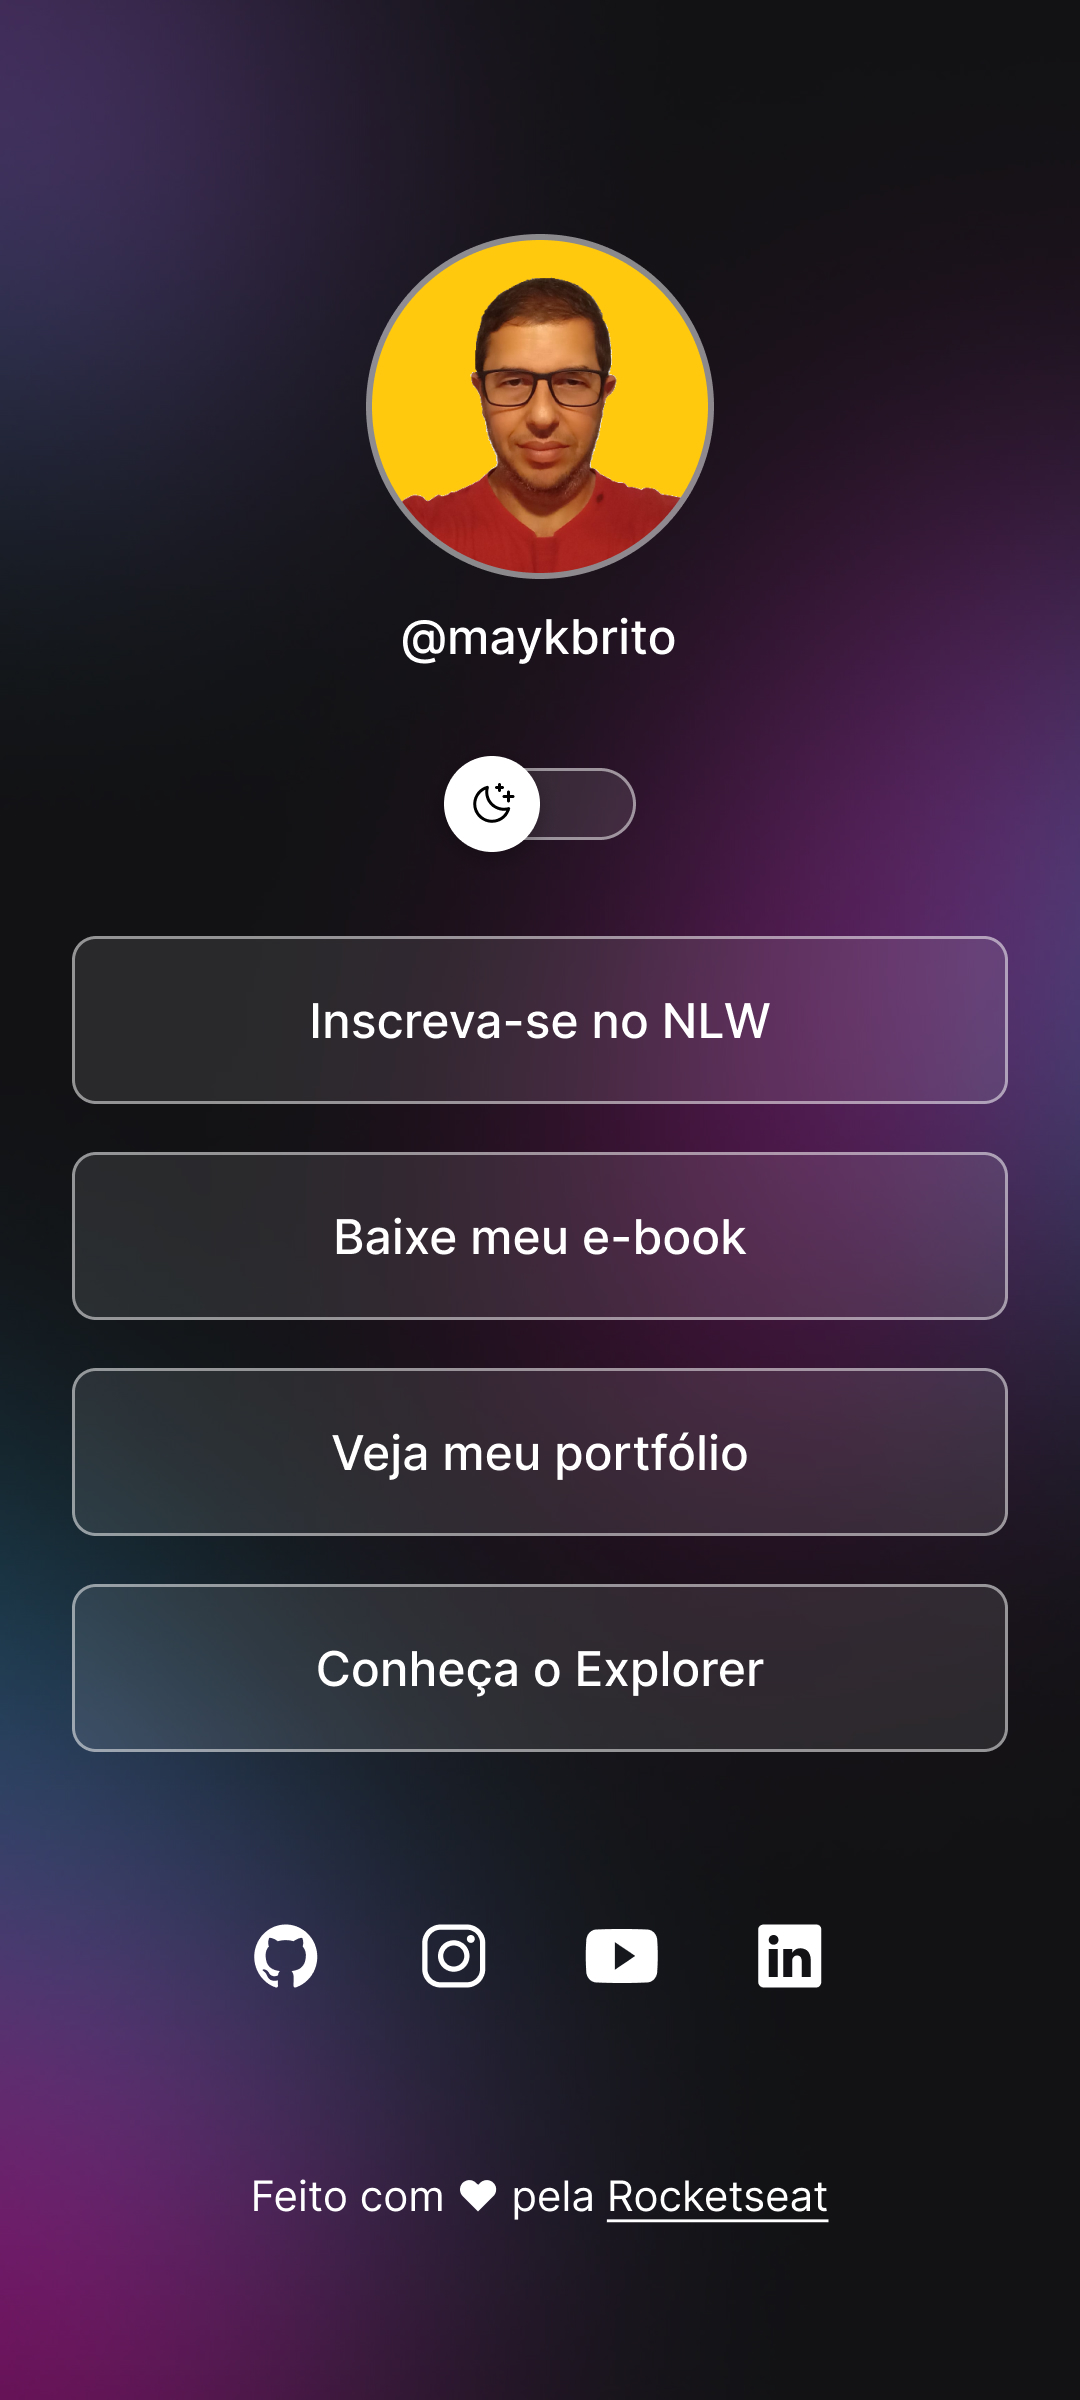 @maykbrito
Inscreva-se no NLW
Baixe meu e-book
Veja meu portfólio
Conheça o Explorer
in
Feito com ♥ pela Rocketseat